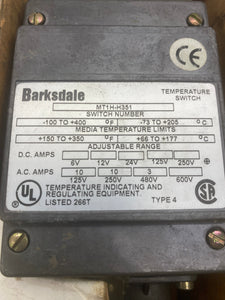 CE
Barksdale
TEMPERATURE
SWITCH
MT1H-H351
SWITCH NUMBER
-100 TO +400 °F -73 TO +205 °C
MEDIA TEMPERATURE LIMITS
+150 TO +350 °F +66 TO +177 °C
ADJUSTABLE RANGE
D.C. AMPS
6V 12V 24V 125V 250V
A.C. AMPS 10 10 3
125V 250V 480V 600V
UL
TEMPERATURE INDICATING AND
REGULATING EQUIPMENT.
LISTED 266T TYPE 4